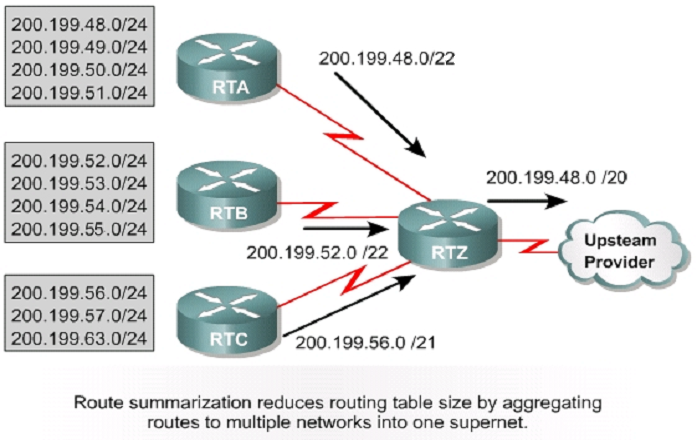 200.199.48.0/24
200.199.49.0/24
200.199.50.0/24
200.199.51.0/24
RTA
200.199.48.0/22
200.199.52.0/24
200.199.53.0/24
200.199.54.0/24
200.199.55.0/24
RTB
200.199.52.0 /22
200.199.48.0 /20
RTZ
Upsteam
Provider
200.199.56.0/24
200.199.57.0/24
200.199.63.0/24
RTC
200.199.56.0 /21
Route summarization reduces routing table size by aggregating
routes to multiple networks into one supernet.